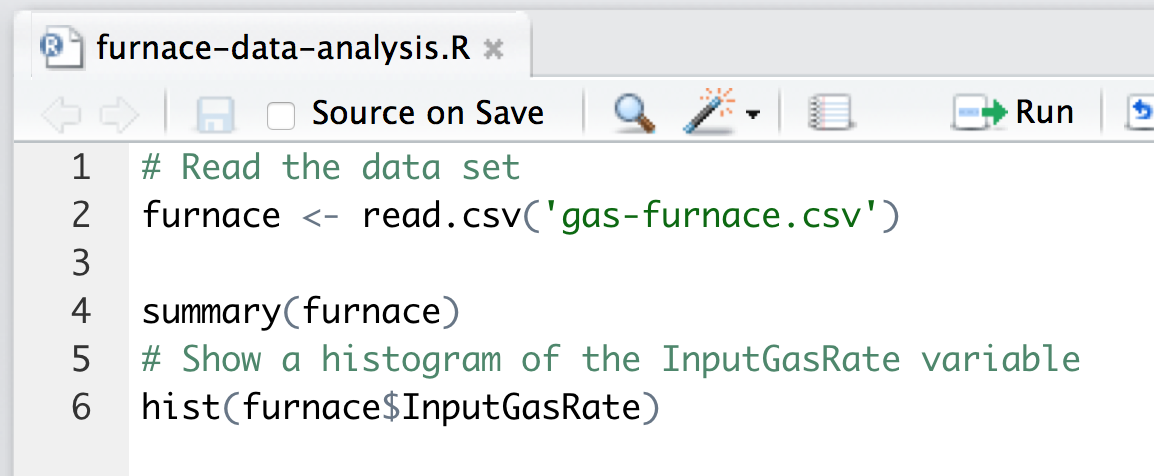 furnace-data-analysis.R
Source on Save
Run
1 # Read the data set
2 furnace <- read.csv('gas-furnace.csv')
3
4 summary(furnace)
5 # Show a histogram of the InputGasRate variable
6 hist(furnace$InputGasRate)